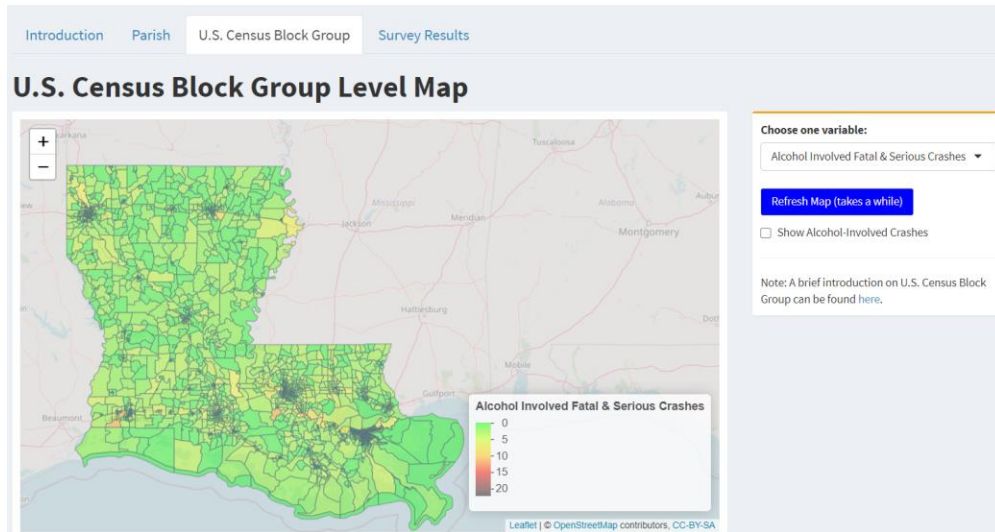 Introduction
Parish
U.S. Census Block Group
Survey Results
U.S. Census Block Group Level Map
+
−
Tuscaloosa
Mississippi
Alabama
Jackson
Meridian
Montgomery
Hattiesburg
Mobile
Gulfport
Beaumont
Alcohol Involved Fatal & Serious Crashes
0
5
10
15
20
Leaflet | © OpenStreetMap contributors, CC-BY-SA
Choose one variable:
Alcohol Involved Fatal & Serious Crashes
Refresh Map (takes a while)
Show Alcohol-Involved Crashes
Note: A brief introduction on U.S. Census Block
Group can be found here.